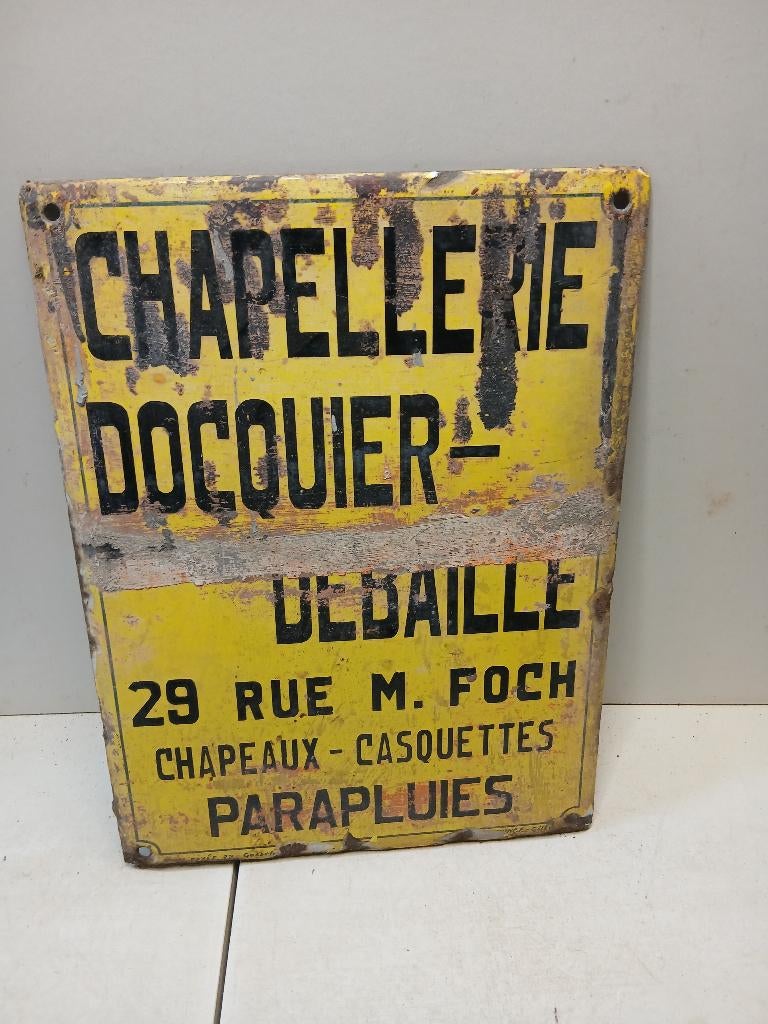 CHAPELLERIE
DOCQUIER-
DEBAILLE
29 RUE M. FOCH
CHAPEAUX - CASQUETTES
PARAPLUIES